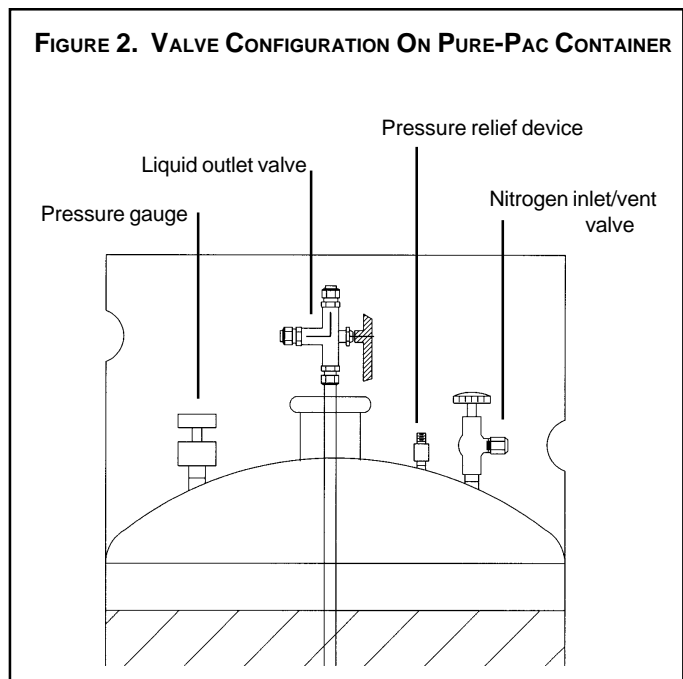 FIGURE 2. VALVE CONFIGURATION ON PURE-PAC CONTAINER
Pressure relief device
Liquid outlet valve
Nitrogen inlet/vent
valve
Pressure gauge